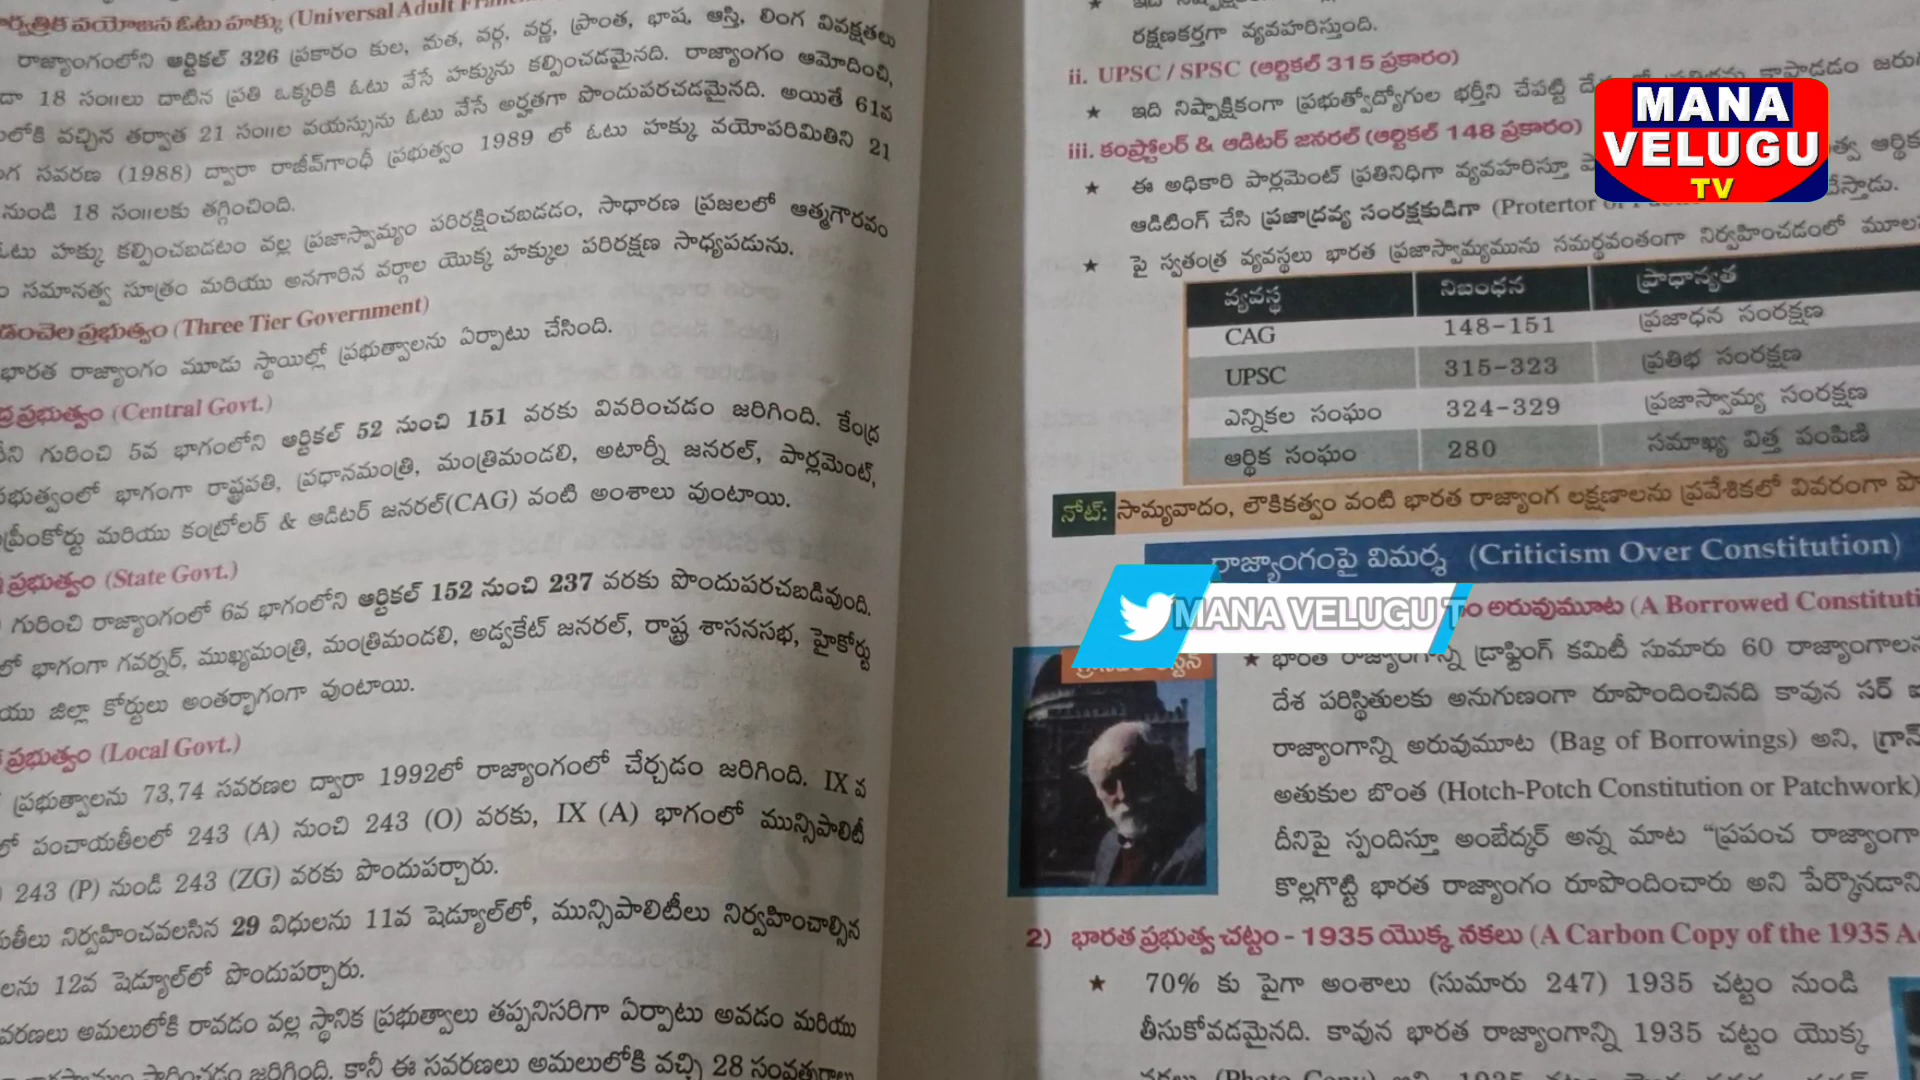 ర్వత్రిక వయోజన ఓటు హక్కు (Universal Adult
రాజ్యాంగంలోని ఆర్టికల్ 326 ప్రకారం కుల, మత, వర్గ, వర్ణ, ప్రాంత, భాష, ఆస్తి, లింగ వివక్షతలు
18 సం॥లు దాటిన ప్రతి ఒక్కరికి ఓటు వేసే హక్కును కల్పించడమైనది. రాజ్యాంగం ఆమోదించి,
లోకి వచ్చిన తర్వాత 21 సం॥ల వయస్సును ఓటు వేసే అర్హతగా పొందుపరచడమైనది. అయితే 61వ
సవరణ (1988) ద్వారా రాజీవ్‌గాంధీ ప్రభుత్వం 1989 లో ఓటు హక్కు వయోపరిమితిని 21
నుండి 18 సం॥లకు తగ్గించింది.
ఓటు హక్కు కల్పించబడటం వల్ల ప్రజాస్వామ్యం పరిరక్షించబడడం, సాధారణ ప్రజలలో ఆత్మగౌరవం
సమానత్వ సూత్రం మరియు అనగారిన వర్గాల యొక్క హక్కుల పరిరక్షణ సాధ్యపడును.
డంచెల ప్రభుత్వం (Three Tier Government)
భారత రాజ్యాంగం మూడు స్థాయిల్లో ప్రభుత్వాలను ఏర్పాటు చేసింది.
ద్ర ప్రభుత్వం (Central Govt.)
గురించి 5వ భాగంలోని ఆర్టికల్ 52 నుంచి 151 వరకు వివరించడం జరిగింది. కేంద్ర
ప్రభుత్వంలో భాగంగా రాష్ట్రపతి, ప్రధానమంత్రి, మంత్రిమండలి, అటార్నీ జనరల్, పార్లమెంట్,
ప్రీంకోర్టు మరియు కంట్రోలర్ & ఆడిటర్ జనరల్(CAG) వంటి అంశాలు వుంటాయి.
ప్రభుత్వం (State Govt.)
గురించి రాజ్యాంగంలో 6వ భాగంలోని ఆర్టికల్ 152 నుంచి 237 వరకు పొందుపరచబడివుంది.
లో భాగంగా గవర్నర్, ముఖ్యమంత్రి, మంత్రిమండలి, అడ్వకేట్ జనరల్, రాష్ట్ర శాసనసభ, హైకోర్టు
యు జిల్లా కోర్టులు అంతర్భాగంగా వుంటాయి.
ప్రభుత్వం (Local Govt.)
ప్రభుత్వాలను 73,74 సవరణల ద్వారా 1992లో రాజ్యాంగంలో చేర్చడం జరిగింది. IX వ
లో పంచాయతీలలో 243 (A) నుంచి 243 (O) వరకు, IX (A) భాగంలో మున్సిపాలిటీ
243 (P) నుండి 243 (ZG) వరకు పొందుపర్చారు.
యతీలు నిర్వహించవలసిన 29 విధులను 11వ షెడ్యూల్‌లో, మున్సిపాలిటీలు నిర్వహించాల్సిన
లను 12వ షెడ్యూల్‌లో పొందుపర్చారు.
వరణలు అమలులోకి రావడం వల్ల స్థానిక ప్రభుత్వాలు తప్పనిసరిగా ఏర్పాటు అవడం మరియు
జరిగింది. కానీ ఈ సవరణలు అమలులోకి వచ్చి 28 సంవత్సరాలు
★ ఇది
రక్షణకర్తగా వ్యవహరిస్తుంది.
ii. UPSC / SPSC (ఆర్టికల్ 315 ప్రకారం)
★ ఇది నిష్పాక్షికంగా ప్రభుత్వోద్యోగుల భర్తీని చేపట్టి కాపాడడం
iii. కంప్ట్రోలర్ & ఆడిటర్ జనరల్ (ఆర్టికల్ 148 ప్రకారం)
★ ఈ అధికారి పార్లమెంట్ ప్రతినిధిగా వ్యవహరిస్తూ ఆర్థిక
ఆడిటింగ్ చేసి ప్రజాద్రవ్య సంరక్షకుడిగా (Protertor
★ పై స్వతంత్ర వ్యవస్థలు భారత ప్రజాస్వామ్యమును సమర్థవంతంగా నిర్వహించడంలో
వ్యవస్థ నిబంధన ప్రాధాన్యత
CAG 148-151 ప్రజాధన సంరక్షణ
UPSC 315-323 ప్రతిభ సంరక్షణ
ఎన్నికల సంఘం 324-329 ప్రజాస్వామ్య సంరక్షణ
ఆర్థిక సంఘం 280 సమాఖ్య విత్త పంపిణి
నోట్: సామ్యవాదం, లౌకికత్వం వంటి భారత రాజ్యాంగ లక్షణాలను ప్రవేశికలో వివరంగా
రాజ్యాంగంపై విమర్శ (Criticism Over Constitution)
అరువుమూట (A Borrowed Constituti
★ భారత రాజ్యాంగాన్ని డ్రాఫ్టింగ్ కమిటీ సుమారు 60
దేశ పరిస్థితులకు అనుగుణంగా రూపొందించినది కావున సర్
రాజ్యాంగాన్ని అరువుమూట (Bag of Borrowings) అని,
అతుకుల బొంత (Hotch-Potch Constitution or Patchwork)
దీనిపై స్పందిస్తూ అంబేద్కర్ అన్న మాట “ప్రపంచ
కొల్లగొట్టి భారత రాజ్యాంగం రూపొందించారు అని
2) భారత ప్రభుత్వ చట్టం - 1935 యొక్క నకలు (A Carbon Copy of the 1935
★ 70% కు పైగా అంశాలు (సుమారు 247) 1935 చట్టం నుండి
తీసుకోవడమైనది. కావున భారత రాజ్యాంగాన్ని 1935 చట్టం యొక్క
MANA
VELUGU
TV
MANA VELUGU T